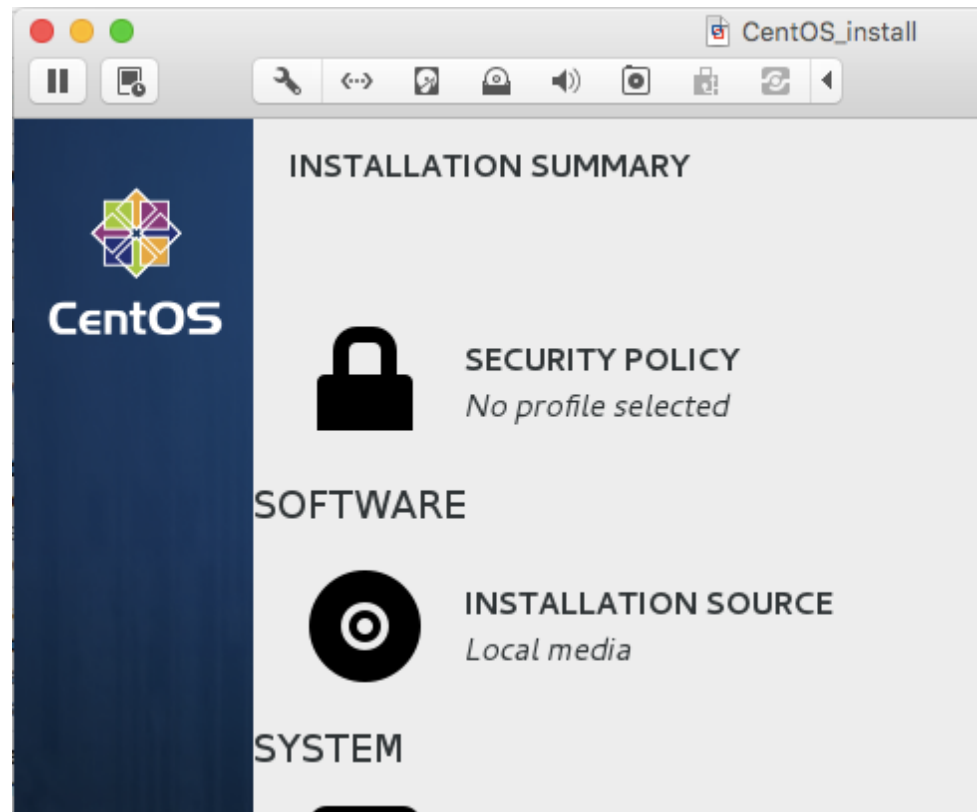 CentOS_install
INSTALLATION SUMMARY
CentOS
SECURITY POLICY
No profile selected
SOFTWARE
INSTALLATION SOURCE
Local media
SYSTEM